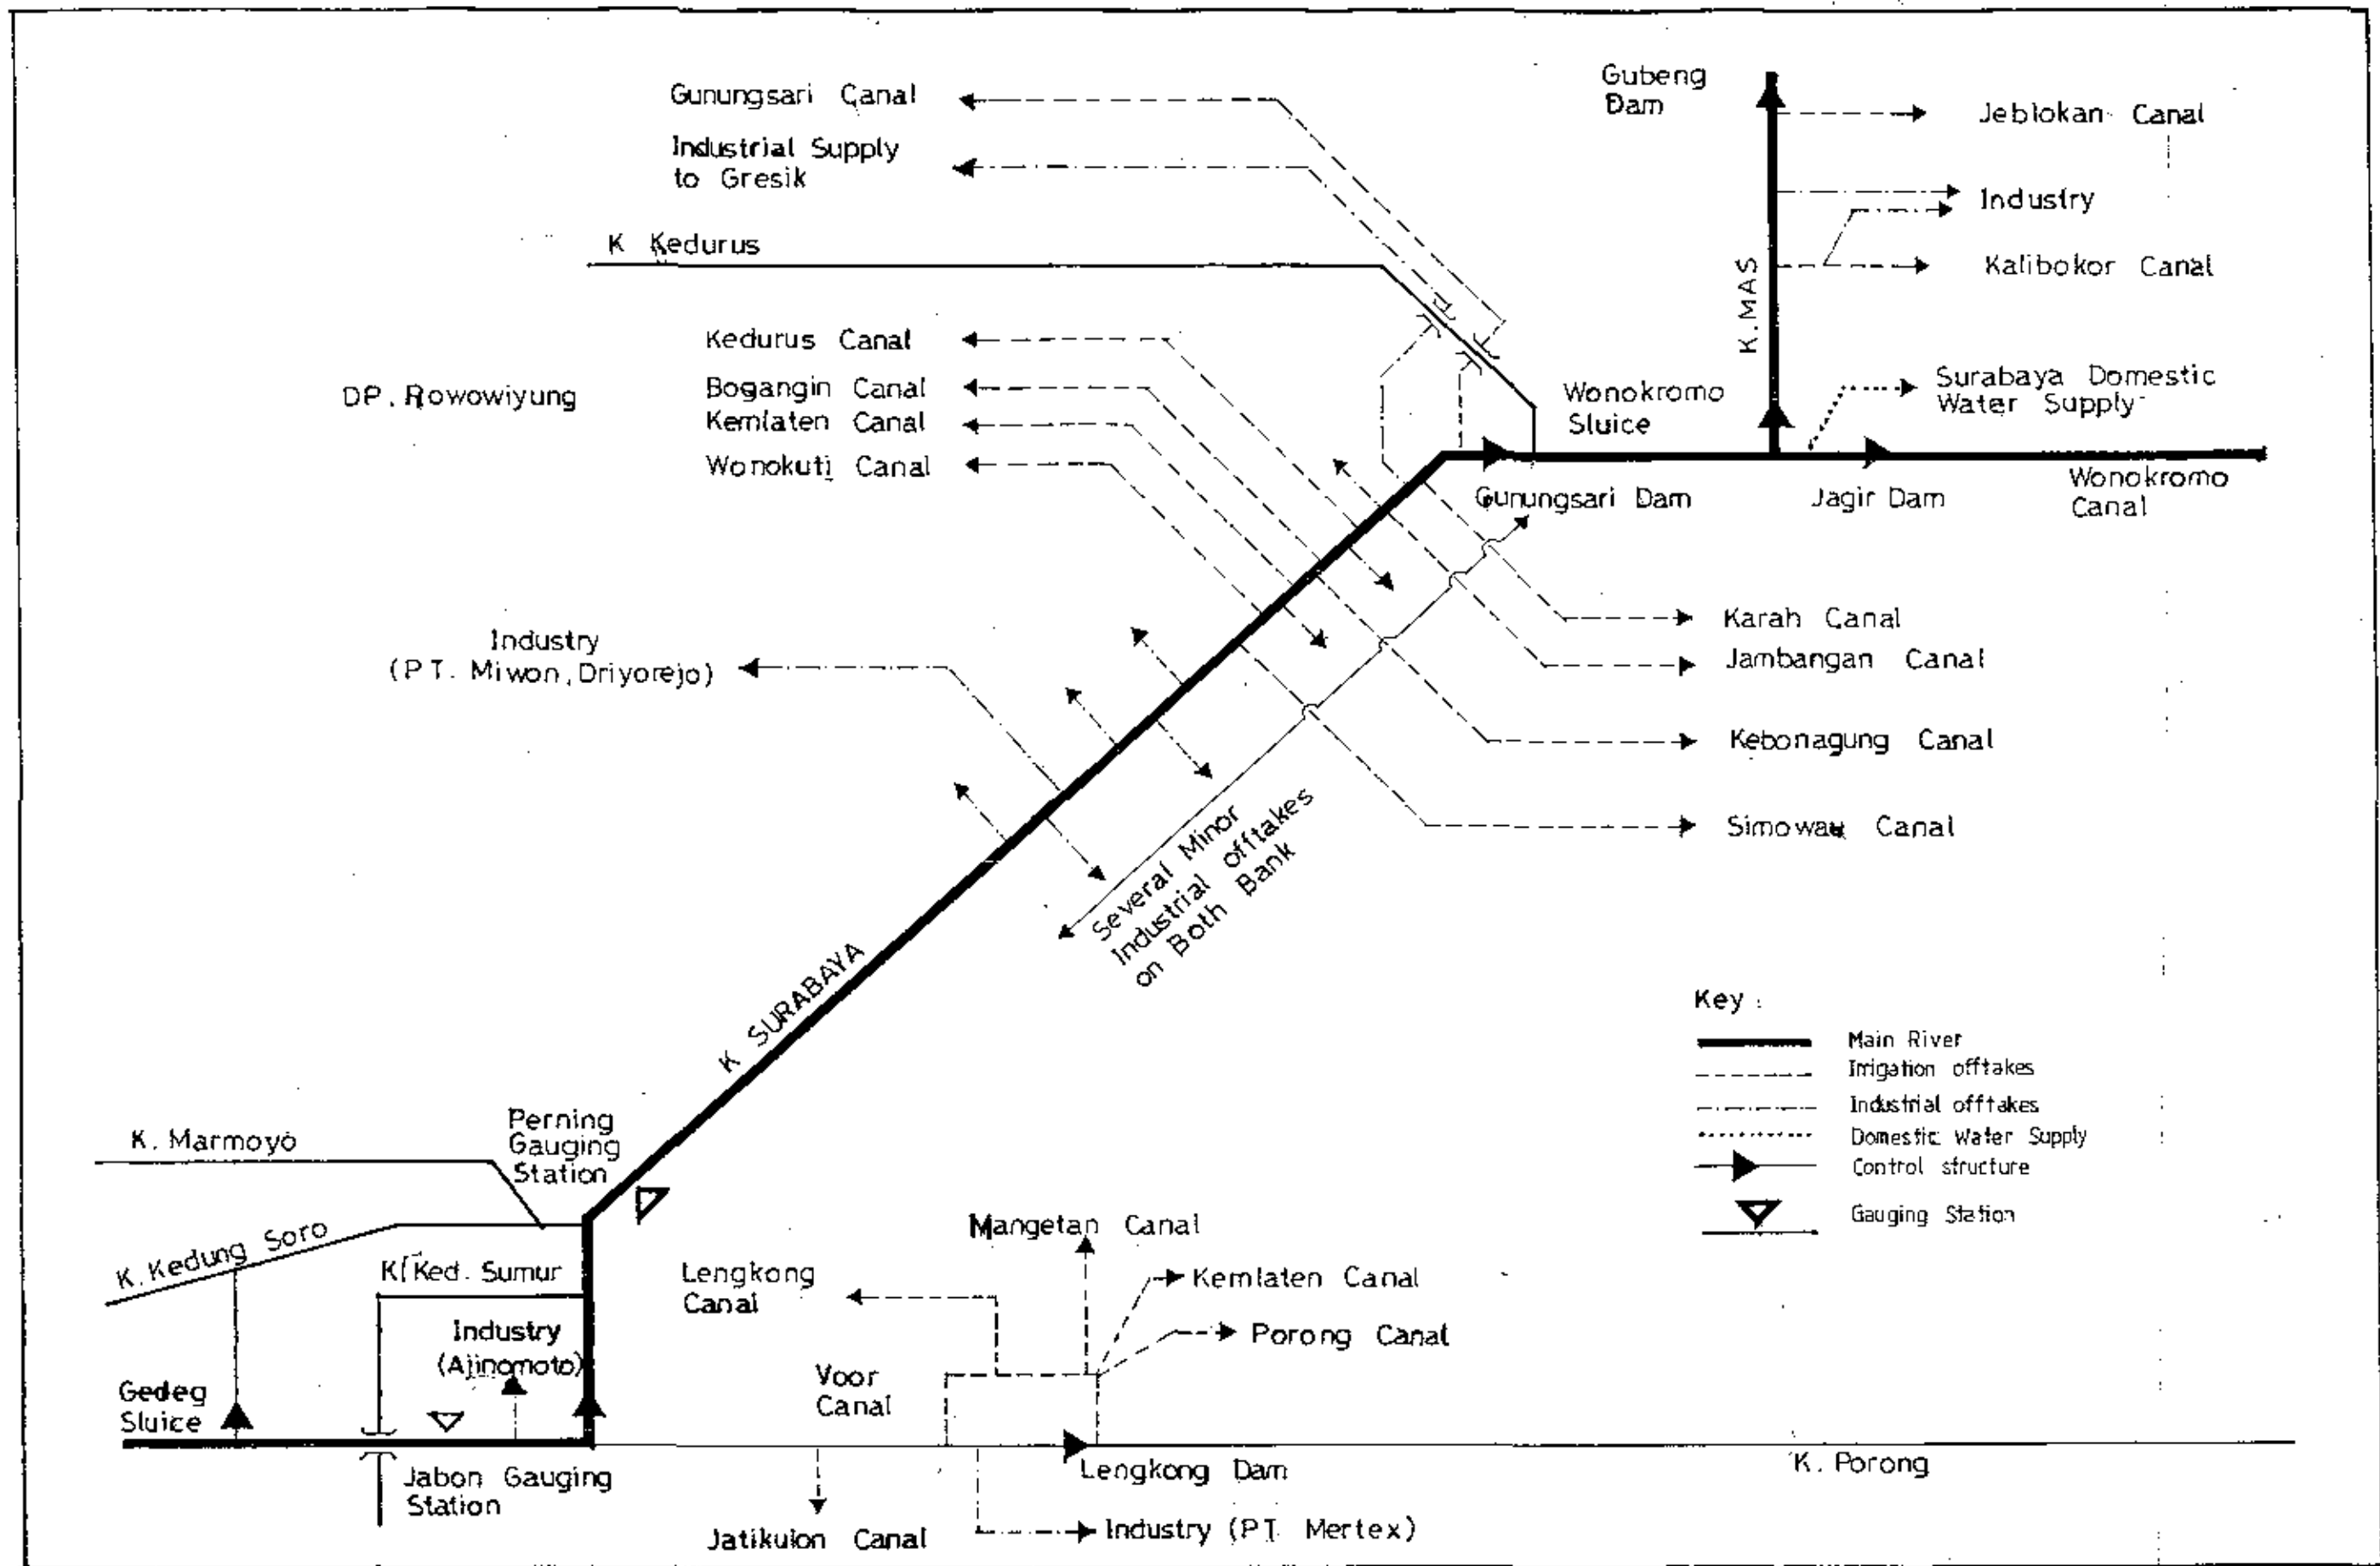 Gunungsari Canal
Industrial Supply
to Gresik
K Kedurus
Gubeng
Dam
Jeblokan Canal
Industry
Kalibokor Canal
K.MAS
Kedurus Canal
Bogangin Canal
Kemlaten Canal
Wonokuti Canal
DP. Rowowiyung
Wonokromo
Sluice
Surabaya Domestic
Water Supply
Gunungsari Dam
Jagir Dam
Wonokromo
Canal
Industry
(PT. Miwon, Driyorejo)
Karah Canal
Jambangan Canal
Kebonagung Canal
Simowau Canal
Several Minor
Industrial offtakes
on Both Bank
K SURABAYA
Key :
Main River
Irrigation offtakes
Industrial offtakes
Domestic Water Supply
Control structure
Gauging Station
K. Marmoyo
Perning
Gauging
Station
K. Kedung Soro
K. Ked. Sumur
Industry
(Ajinomoto)
Gedeg
Sluice
Jabon Gauging
Station
Lengkong
Canal
Mangetan Canal
Kemlaten Canal
Porong Canal
Voor
Canal
Lengkong Dam
K. Porong
Jatikulon Canal
Industry (PT. Mertex)